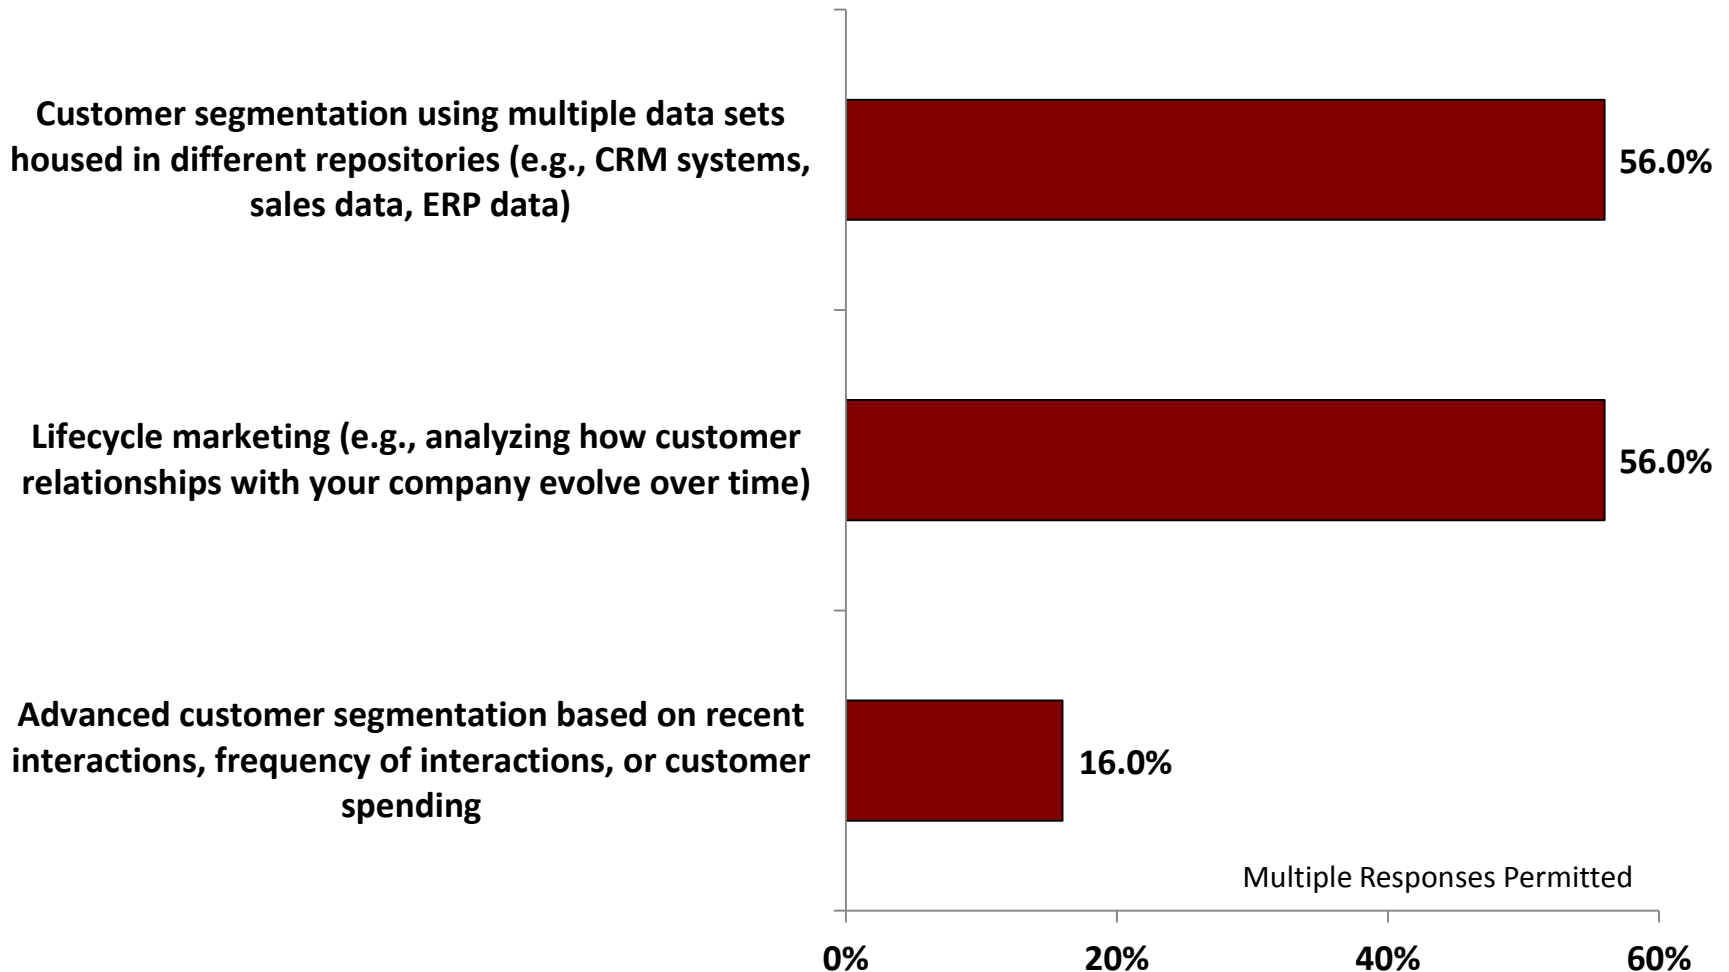 Customer segmentation using multiple data sets
housed in different repositories (e.g., CRM systems,
sales data, ERP data)
56.0%
Lifecycle marketing (e.g., analyzing how customer
relationships with your company evolve over time)
56.0%
Advanced customer segmentation based on recent
interactions, frequency of interactions, or customer
spending
16.0%
Multiple Responses Permitted
0% 20% 40% 60%